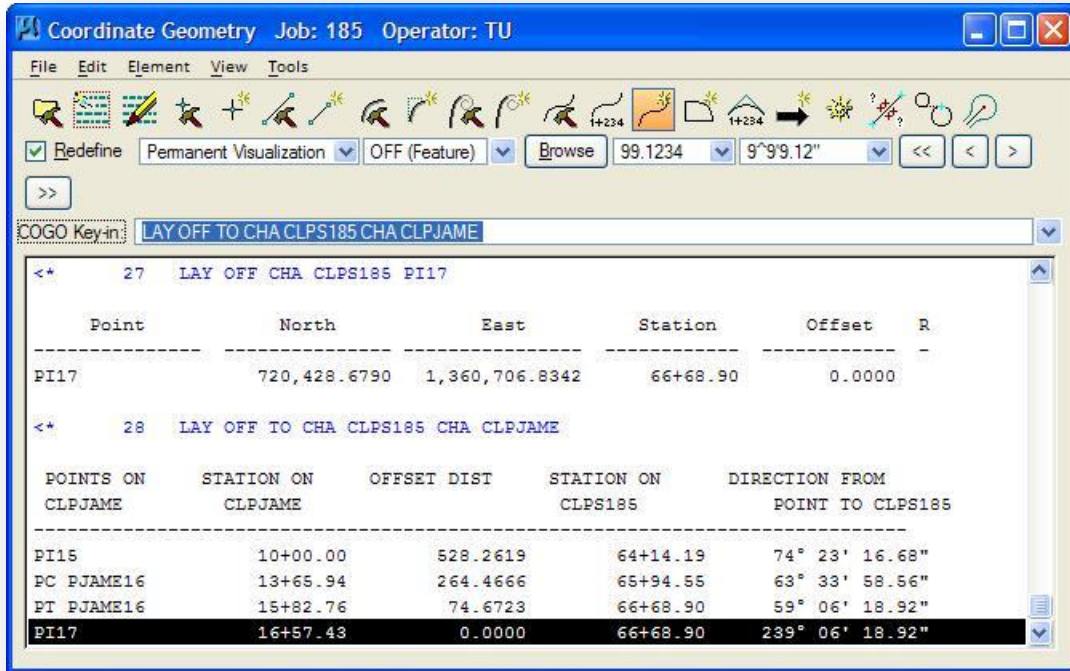 Coordinate Geometry Job: 185 Operator: TU
File Edit Element View Tools
1+234 1+234
Redefine Permanent Visualization OFF (Feature) Browse 99.1234 9^9'9.12" << < >
>>
COGO Key-in: LAY OFF TO CHA CLPS185 CHA CLPJAME
<* 27 LAY OFF CHA CLPS185 PI17
Point North East Station Offset R
--------------- --------------- ---------------- ------------ ------------ -
PI17 720,428.6790 1,360,706.8342 66+68.90 0.0000
<* 28 LAY OFF TO CHA CLPS185 CHA CLPJAME
POINTS ON STATION ON OFFSET DIST STATION ON DIRECTION FROM
CLPJAME CLPJAME CLPS185 POINT TO CLPS185
-------------------------------------------------------------------------------
PI15 10+00.00 528.2619 64+14.19 74° 23' 16.68"
PC PJAME16 13+65.94 264.4666 65+94.55 63° 33' 58.56"
PT PJAME16 15+82.76 74.6723 66+68.90 59° 06' 18.92"
PI17 16+57.43 0.0000 66+68.90 239° 06' 18.92"